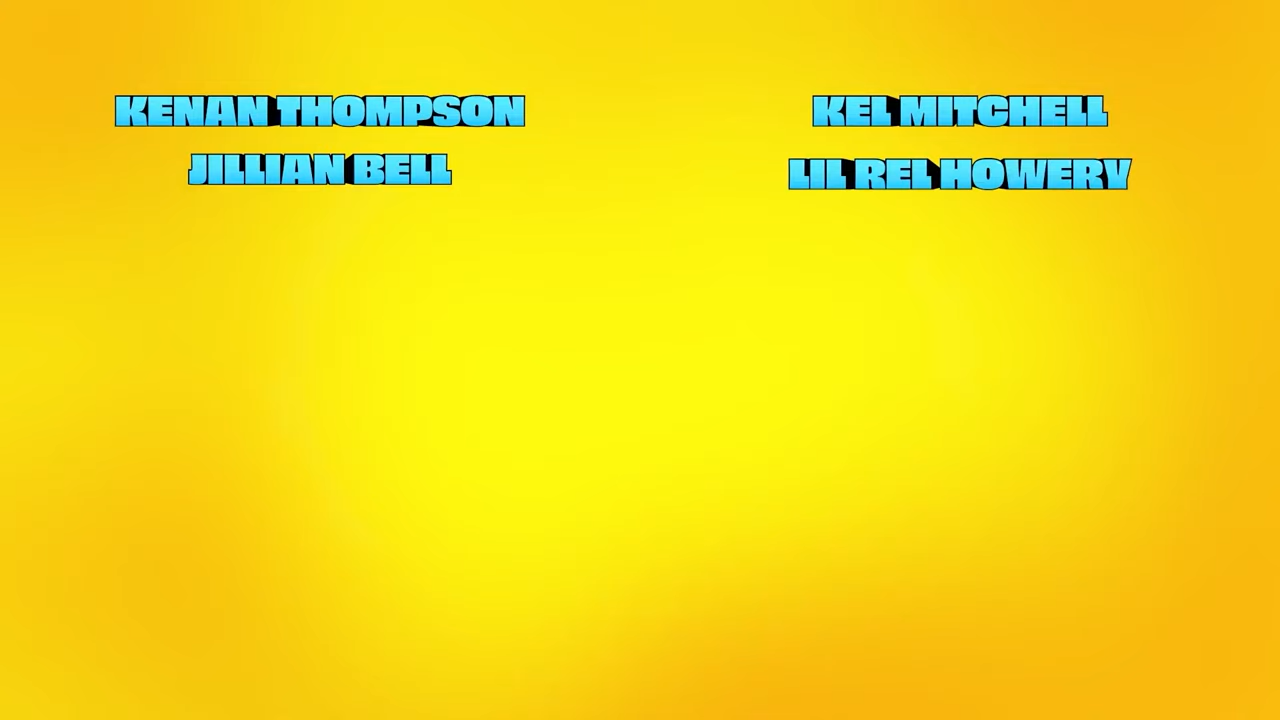 KENAN THOMPSON
KEL MITCHELL
JILLIAN BELL
LIL REL HOWERY